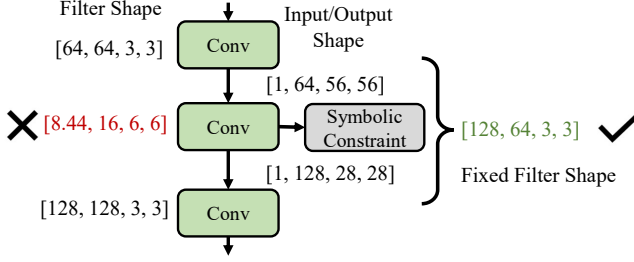 Filter Shape
Input/Output
Shape
[64, 64, 3, 3]
Conv
[1, 64, 56, 56]
[8.44, 16, 6, 6]
Conv
Symbolic
Constraint
[128, 64, 3, 3]
[1, 128, 28, 28]
Fixed Filter Shape
[128, 128, 3, 3]
Conv